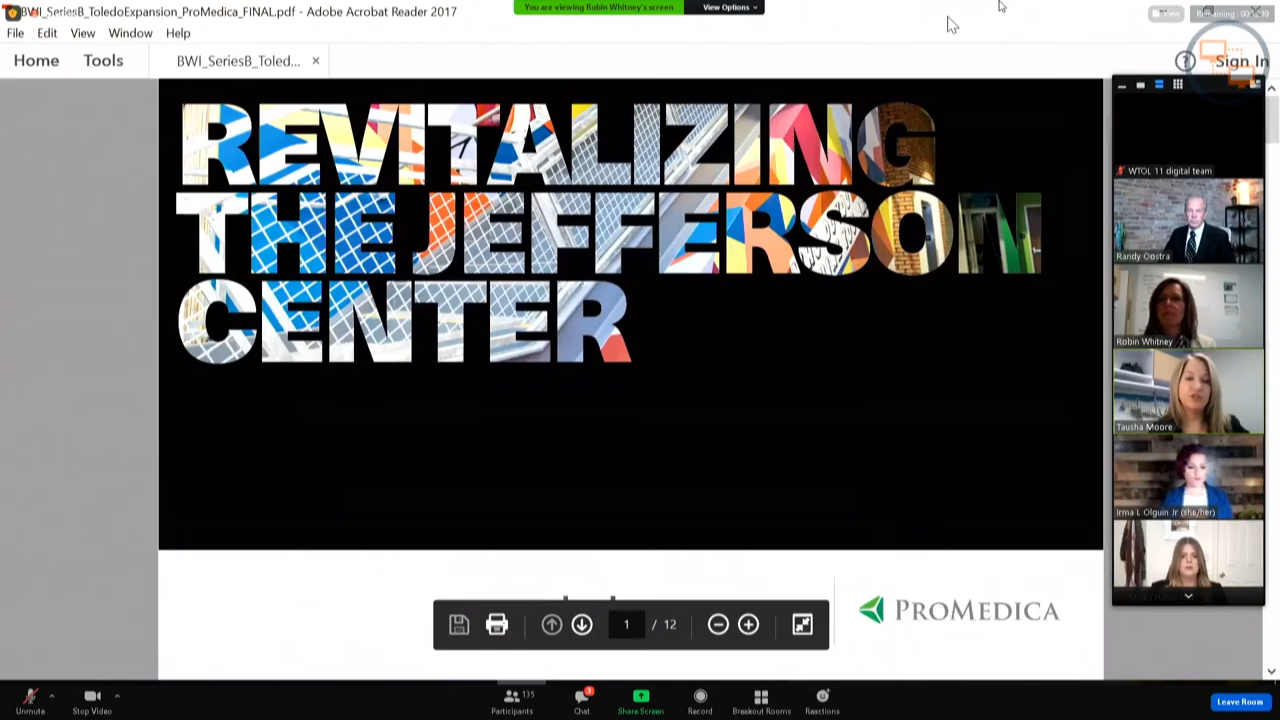 BWI_SeriesB_ToledoExpansion_ProMedica_FINAL.pdf - Adobe Acrobat Reader 2017
You are viewing Robin Whitney's screen
View Options
View
Remaining :
File Edit View Window Help
Home Tools BWI_SeriesB_Toled... ×
? Sign In
REVITALIZING
THE JEFFERSON
CENTER
WTOL 11 digital team
Randy Oostra
Robin Whitney
Tausha Moore
Irma L Olguin Jr (she/her)
1 / 12
PROMEDICA
Unmute
Stop Video
135
Participants
3
Chat
Share Screen
Record
Breakout Rooms
Reactions
Leave Room